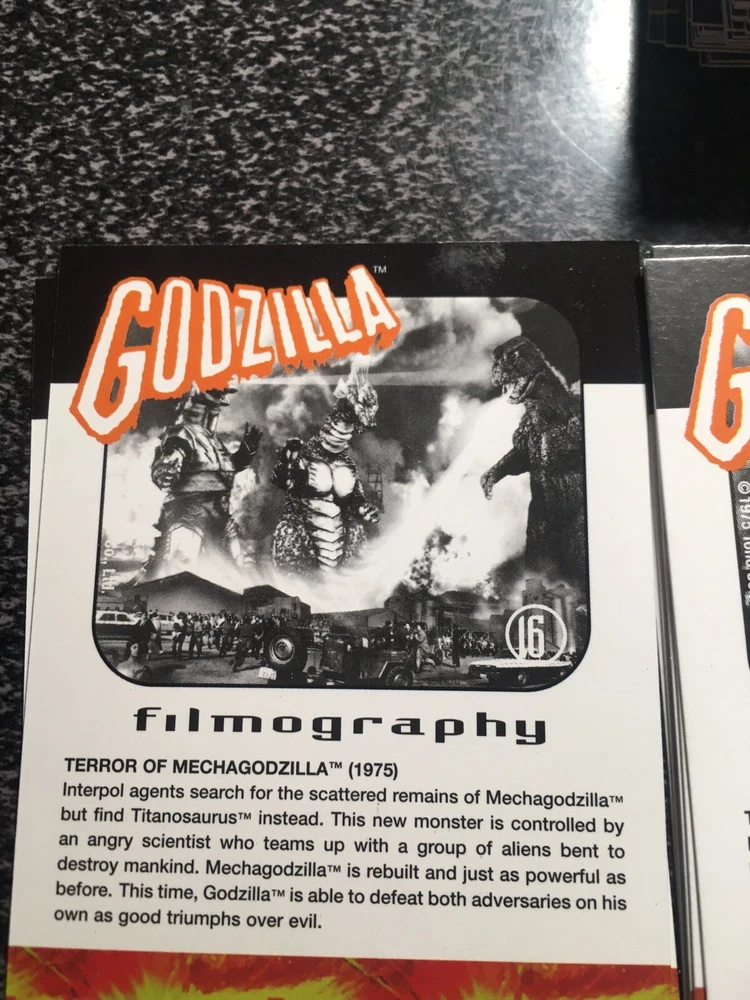 GODZILLA™
o., Ltd.
16
filmography
TERROR OF MECHAGODZILLA™ (1975)
Interpol agents search for the scattered remains of Mechagodzilla™
but find Titanosaurus™ instead. This new monster is controlled by
an angry scientist who teams up with a group of aliens bent to
destroy mankind. Mechagodzilla™ is rebuilt and just as powerful as
before. This time, Godzilla™ is able to defeat both adversaries on his
own as good triumphs over evil.
G